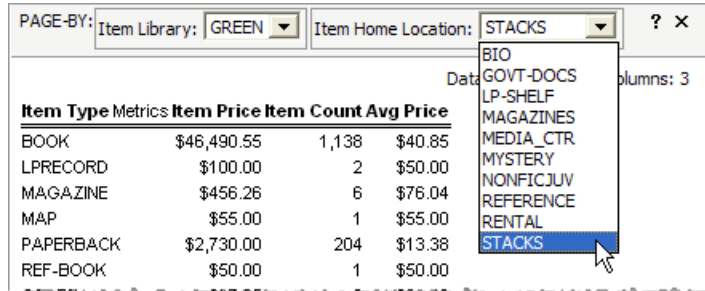 PAGE-BY: Item Library: GREEN Item Home Location: STACKS ? ×
BIO
GOVT-DOCS
LP-SHELF
MAGAZINES
MEDIA_CTR
MYSTERY
NONFICJUV
REFERENCE
RENTAL
STACKS
Columns: 3
Item Type Metrics Item Price Item Count Avg Price
BOOK $46,490.55 1,138 $40.85
LPRECORD $100.00 2 $50.00
MAGAZINE $456.26 6 $76.04
MAP $55.00 1 $55.00
PAPERBACK $2,730.00 204 $13.38
REF-BOOK $50.00 1 $50.00